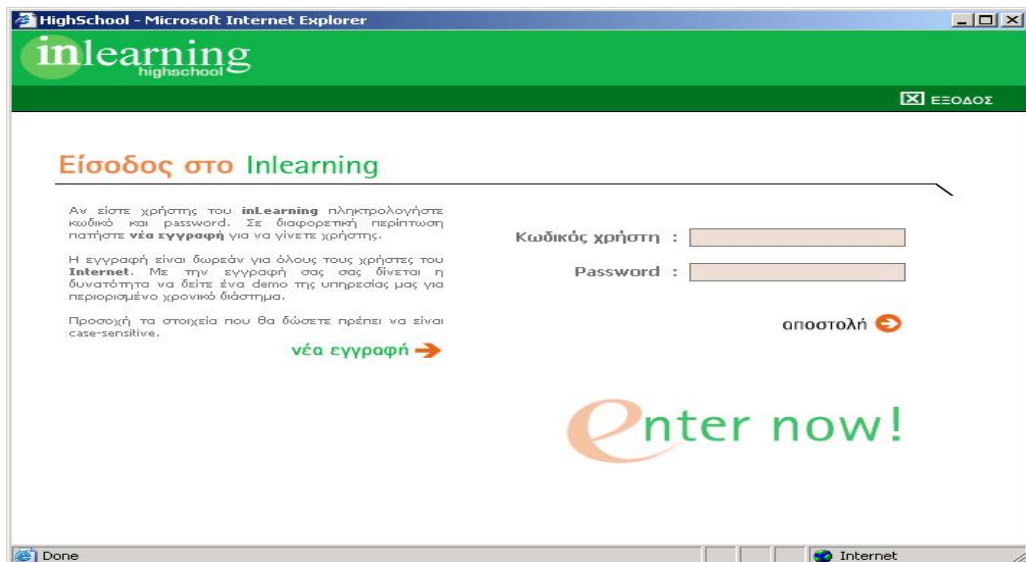 HighSchool - Microsoft Internet Explorer
inlearning
highschool
ΕΞΟΔΟΣ
Είσοδος στο Inlearning
Αν είστε χρήστης του inLearning πληκτρολογήστε
κωδικό και password. Σε διαφορετική περίπτωση
πατήστε νέα εγγραφή για να γίνετε χρήστης.
Η εγγραφή είναι δωρεάν για όλους τους χρήστες του
Internet. Με την εγγραφή σας σας δίνεται η
δυνατότητα να δείτε ένα demo της υπηρεσίας μας για
περιορισμένο χρονικό διάστημα.
Προσοχή τα στοιχεία που θα δώσετε πρέπει να είναι
case-sensitive.
νέα εγγραφή
Κωδικός χρήστη :
Password :
αποστολή
enter now!
Done
Internet